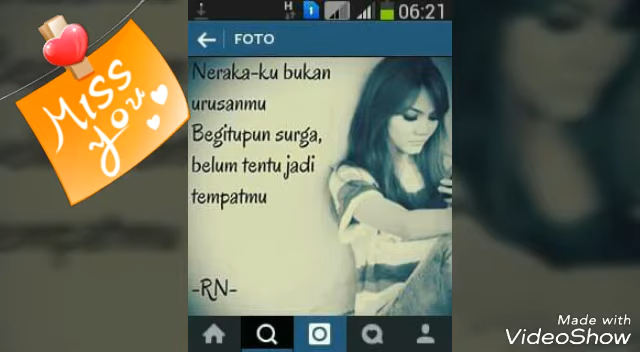 Miss
You
H
1
06:21
FOTO
Neraka-ku bukan
urusanmu
Begitupun surga,
belum tentu jadi
tempatmu
-RN-
Made with
VideoShow